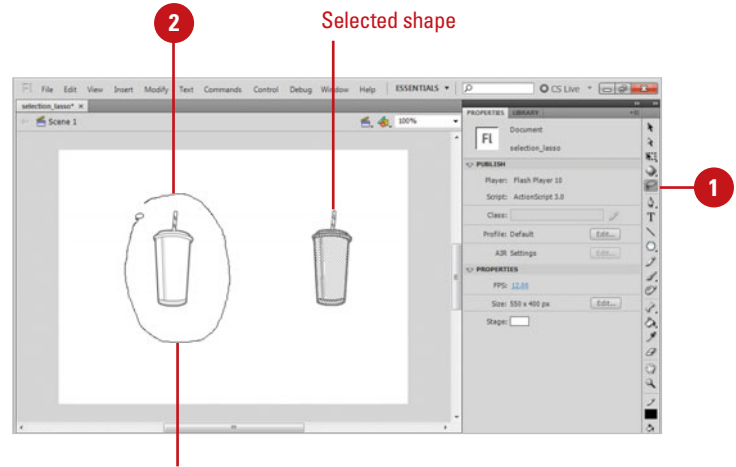 2
Selected shape
Fl File Edit View Insert Modify Text Commands Control Debug Window Help ESSENTIALS CS Live
selection_lasso* ×
PROPERTIES LIBRARY
Scene 1 100%
Fl Document
selection_lasso
PUBLISH
Player: Flash Player 10
Script: ActionScript 3.0
1
Class:
T
Profile: Default Edit...
AIR Settings Edit...
PROPERTIES
FPS: 12.00
Size: 550 x 400 px Edit...
Stage: